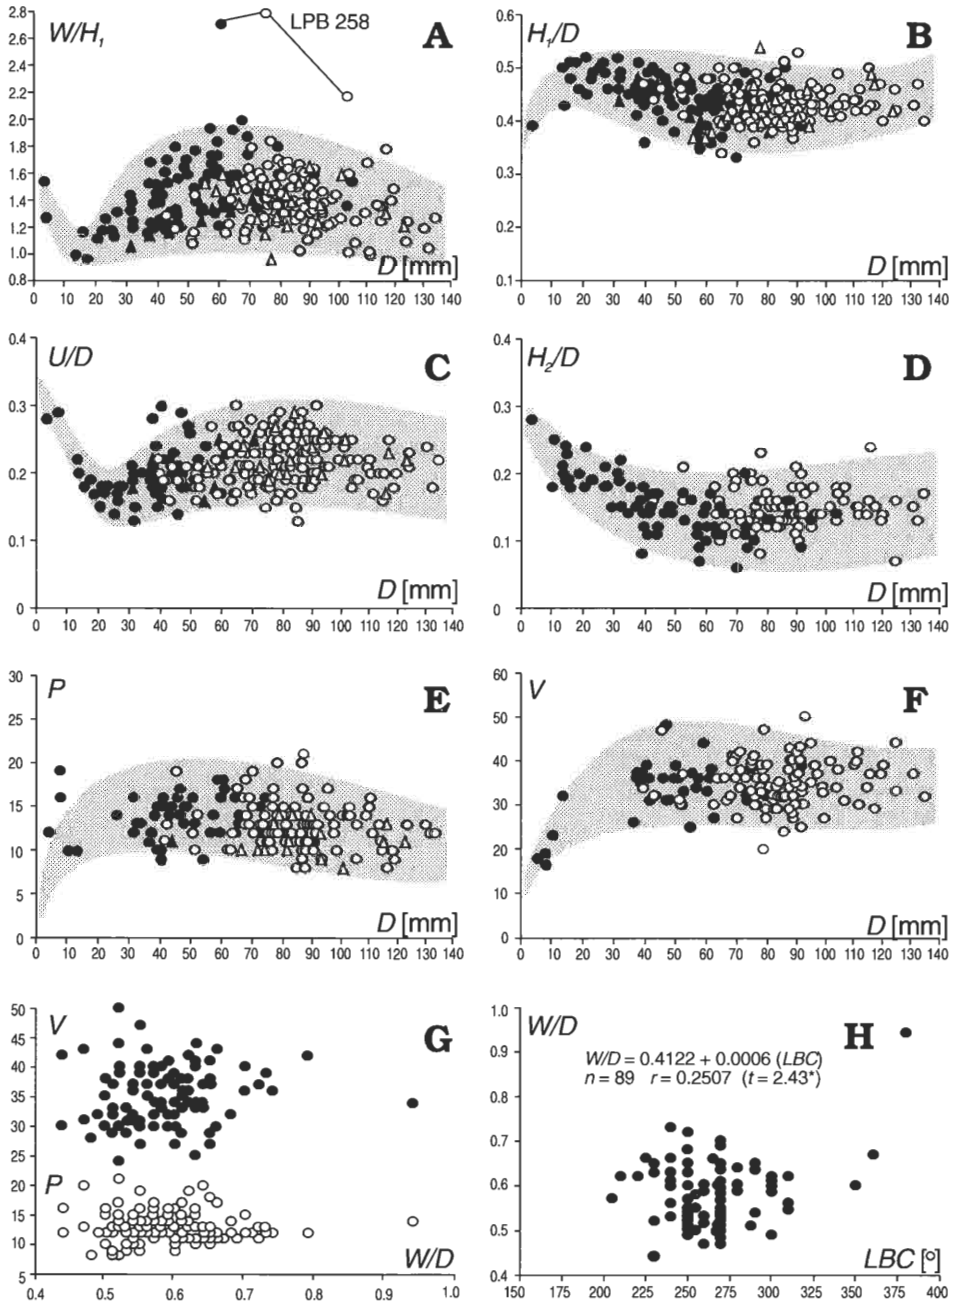 W/H₁ LPB 258 A
2.8
2.6
2.4
2.2
2.0
1.8
1.6
1.4
1.2
1.0
0.8
D [mm]
0 10 20 30 40 50 60 70 80 90 100 110 120 130 140
H₁/D B
0.6
0.5
0.4
0.3
0.2
0.1
D [mm]
0 10 20 30 40 50 60 70 80 90 100 110 120 130 140
U/D C
0.4
0.3
0.2
0.1
0
D [mm]
0 10 20 30 40 50 60 70 80 90 100 110 120 130 140
H₂/D D
0.4
0.3
0.2
0.1
0
D [mm]
0 10 20 30 40 50 60 70 80 90 100 110 120 130 140
P E
30
25
20
15
10
5
0
D [mm]
0 10 20 30 40 50 60 70 80 90 100 110 120 130 140
V F
60
50
40
30
20
10
0
D [mm]
0 10 20 30 40 50 60 70 80 90 100 110 120 130 140
V G
50
45
40
35
30
25
P
20
15
10
5
W/D
0.4 0.5 0.6 0.7 0.8 0.9 1.0
W/D H
W/D = 0.4122 + 0.0006 (LBC)
n = 89 r = 0.2507 (t = 2.43*)
1.0
0.9
0.8
0.7
0.6
0.5
0.4
LBC [°]
150 175 200 225 250 275 300 325 350 375 400